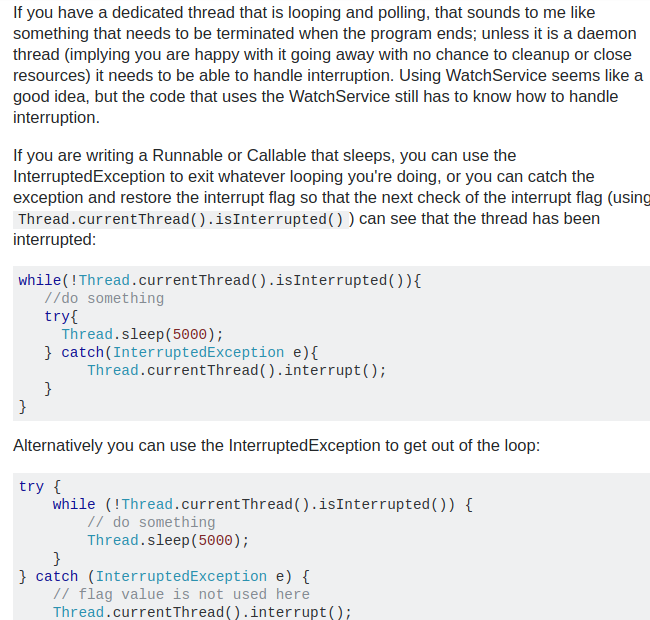 If you have a dedicated thread that is looping and polling, that sounds to me like
something that needs to be terminated when the program ends; unless it is a daemon
thread (implying you are happy with it going away with no chance to cleanup or close
resources) it needs to be able to handle interruption. Using WatchService seems like a
good idea, but the code that uses the WatchService still has to know how to handle
interruption.
If you are writing a Runnable or Callable that sleeps, you can use the
InterruptedException to exit whatever looping you're doing, or you can catch the
exception and restore the interrupt flag so that the next check of the interrupt flag (using
Thread.currentThread().isInterrupted() ) can see that the thread has been
interrupted:
while(!Thread.currentThread().isInterrupted()){
   //do something
   try{
     Thread.sleep(5000);
   } catch(InterruptedException e){
        Thread.currentThread().interrupt();
   }
}
Alternatively you can use the InterruptedException to get out of the loop:
try {
    while (!Thread.currentThread().isInterrupted()) {
        // do something
        Thread.sleep(5000);
    }
} catch (InterruptedException e) {
    // flag value is not used here
    Thread.currentThread().interrupt();